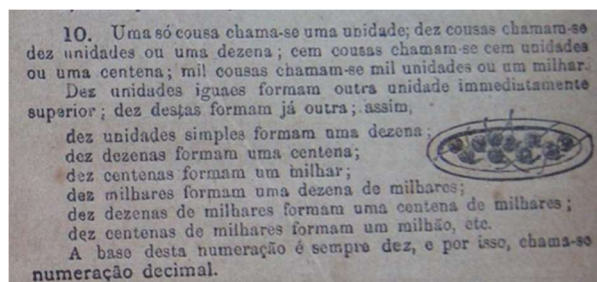 10. Uma só cousa chama-se uma unidade; dez cousas chamam-se
dez unidades ou uma dezena; cem cousas chamam-se cem unidades
ou uma centena; mil cousas chamam-se mil unidades ou um milhar.
Dez unidades iguaes formam outra unidade immediatamente
superior; dez destas formam já outra; assim,
dez unidades simples formam uma dezena;
dez dezenas formam uma centena;
dez centenas formam um milhar;
dez milhares formam uma dezena de milhares;
dez dezenas de milhares formam uma centena de milhares;
dez centenas de milhares formam um milhão, etc.
A base desta numeração é sempre dez, e por isso, chama-se
numeração decimal.